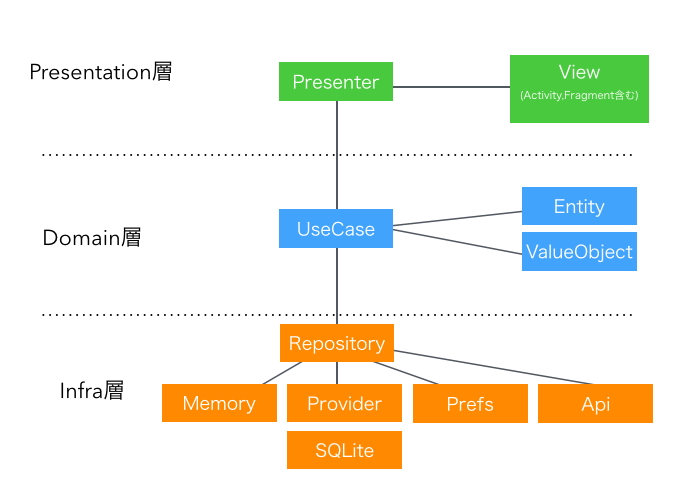 Presentation層
Presenter
View
(Activity,Fragment含む)
Domain層
UseCase
Entity
ValueObject
Infra層
Repository
Memory
Provider
Prefs
Api
SQLite